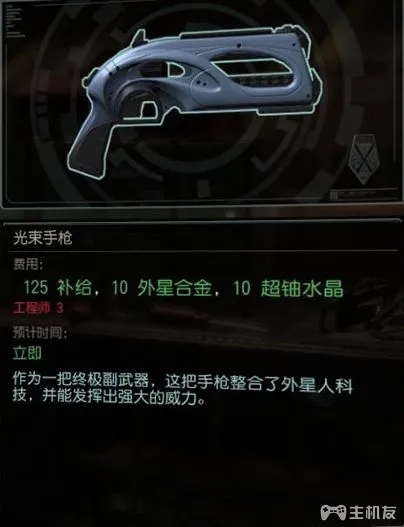 光束手枪
费用：
125 补给，10 外星合金，10 超铀水晶
工程师 3
预计时间：
立即
作为一把终极副武器，这把手枪整合了外星人科
技，并能发挥出强大的威力。
主机友